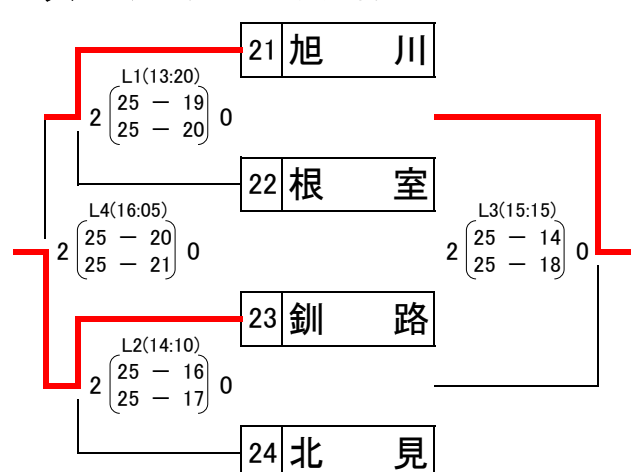 21 旭 川
L1(13:20)
2 25 － 19 0
25 － 20
22 根 室
L4(16:05)
2 25 － 20 0
25 － 21
L3(15:15)
2 25 － 14 0
25 － 18
23 釧 路
L2(14:10)
2 25 － 16 0
25 － 17
24 北 見